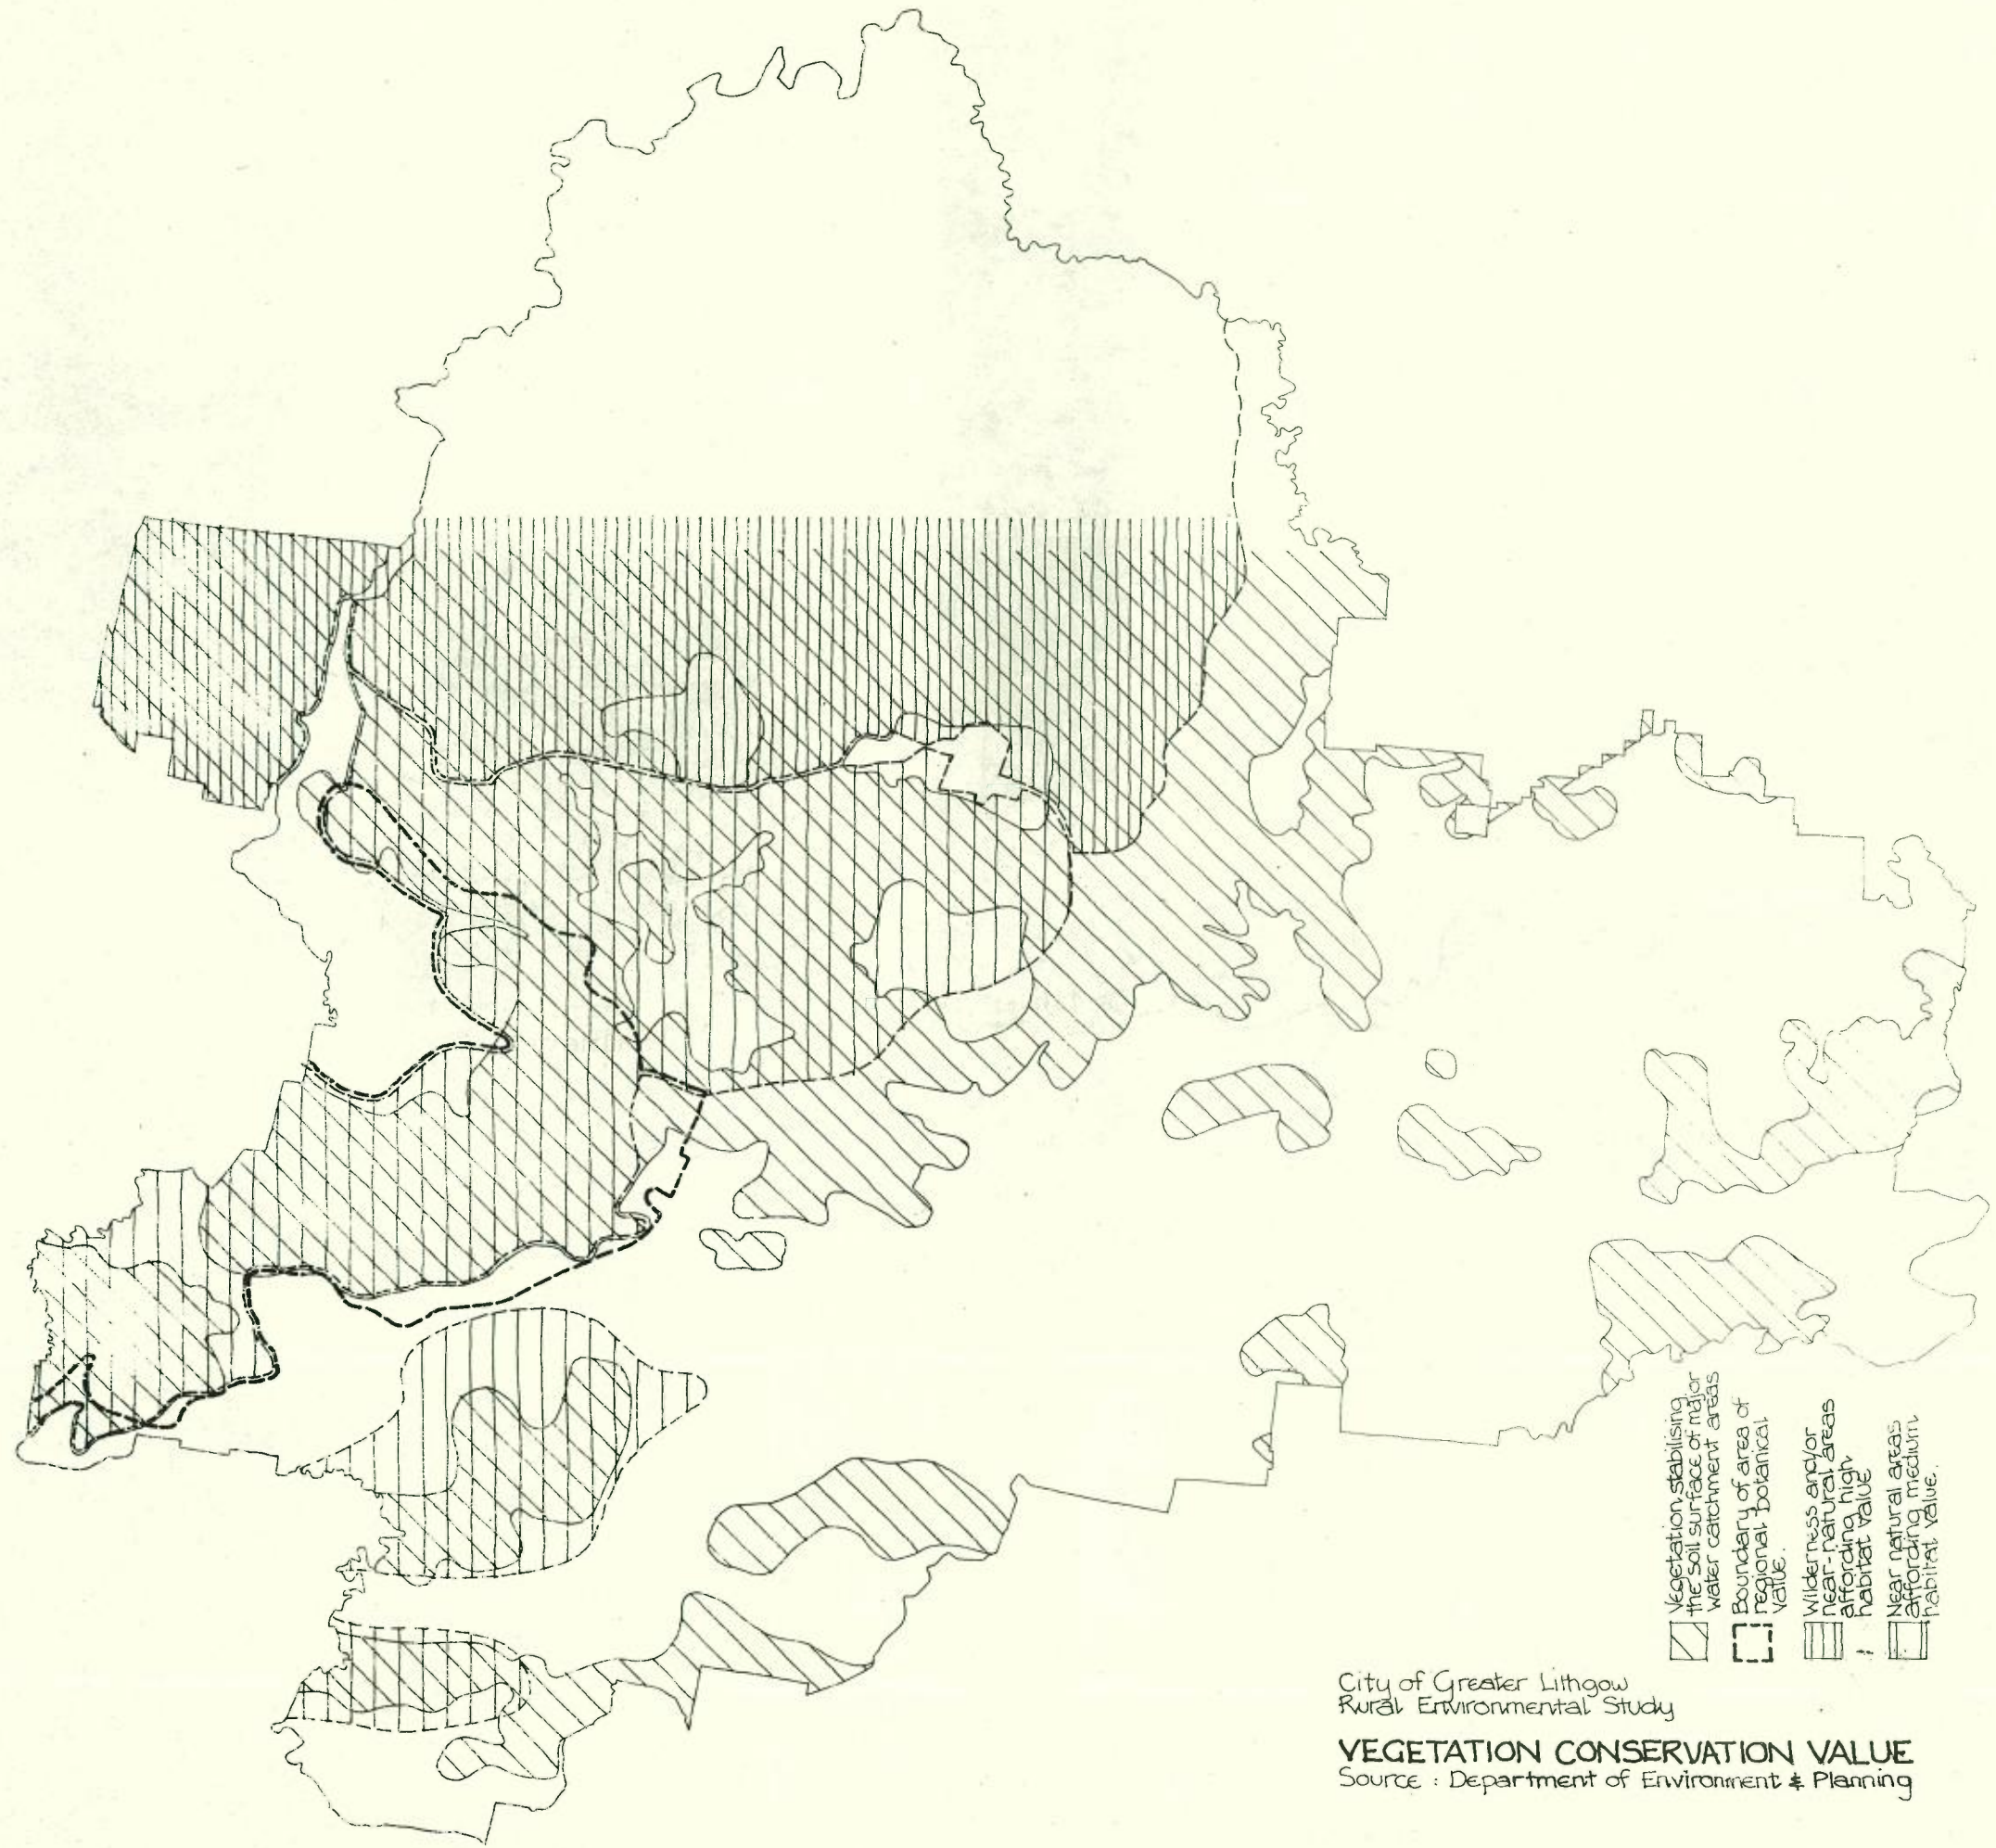 Vegetation stabilising
the soil surface of major
water catchment areas
Boundary of area of
regional botanical
value.
Wilderness and/or
near-natural areas
affording high
habitat value
Near natural areas
affording medium
habitat value.
City of Greater Lithgow
Rural Environmental Study
VEGETATION CONSERVATION VALUE
Source : Department of Environment & Planning